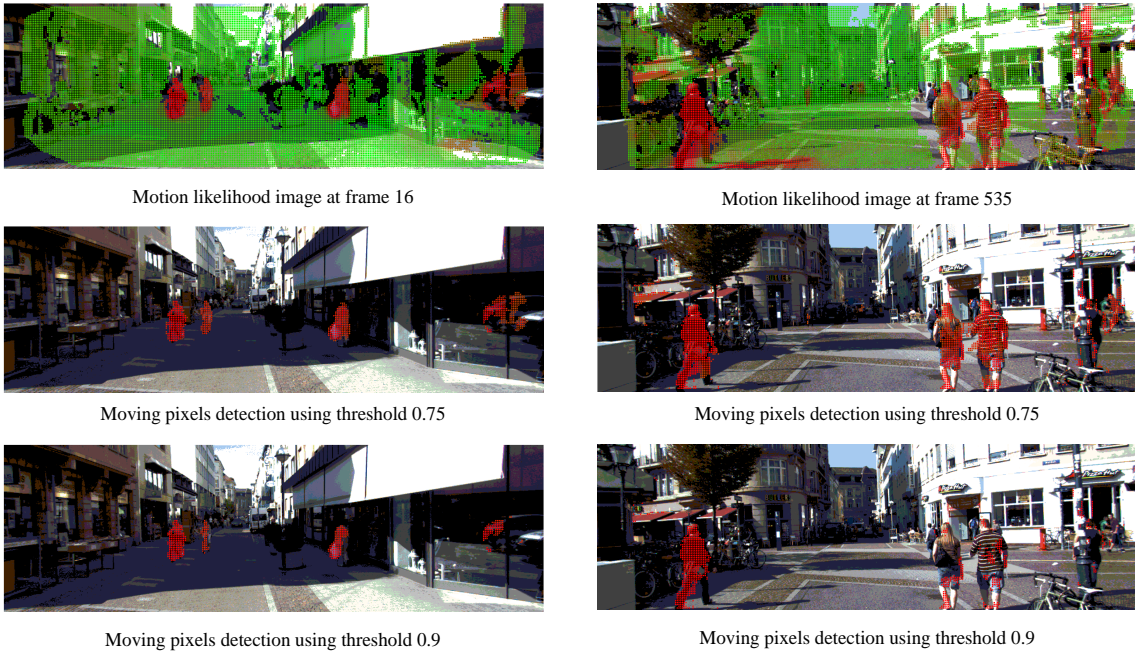 Motion likelihood image at frame 16
Motion likelihood image at frame 535
Moving pixels detection using threshold 0.75
Moving pixels detection using threshold 0.75
Moving pixels detection using threshold 0.9
Moving pixels detection using threshold 0.9